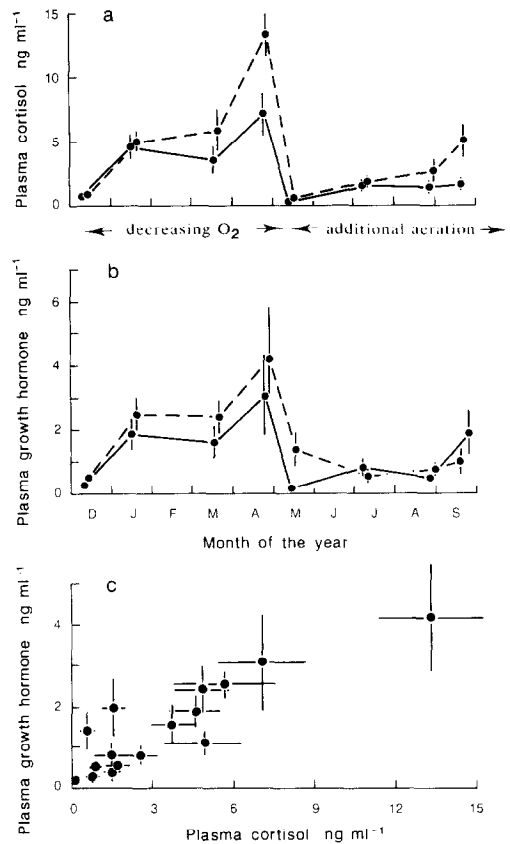 a
15
10
5
0
Plasma cortisol ng ml⁻¹
decreasing O₂ additional aeration
b
6
4
2
0
Plasma growth hormone ng ml⁻¹
D J F M A M J J A S
Month of the year
c
4
2
0
Plasma growth hormone ng ml⁻¹
0 3 6 9 12 15
Plasma cortisol ng ml⁻¹